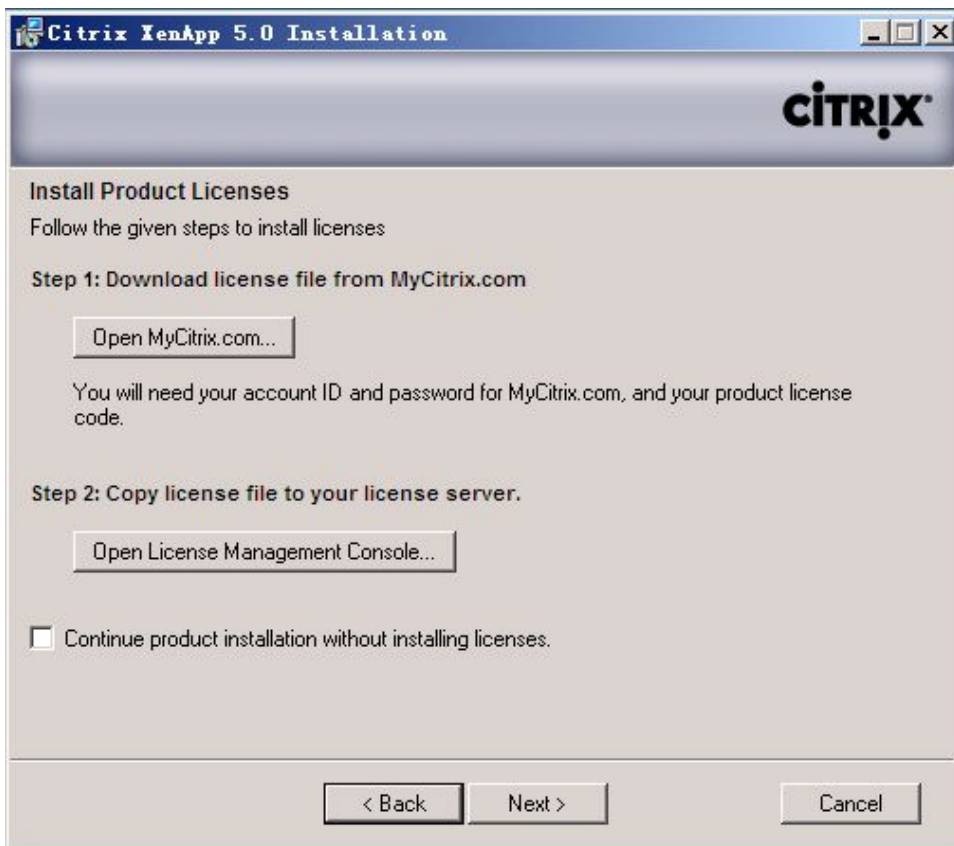 Citrix XenApp 5.0 Installation
CİTRIX
Install Product Licenses
Follow the given steps to install licenses
Step 1: Download license file from MyCitrix.com
Open MyCitrix.com...
You will need your account ID and password for MyCitrix.com, and your product license
code.
Step 2: Copy license file to your license server.
Open License Management Console...
Continue product installation without installing licenses.
< Back Next > Cancel